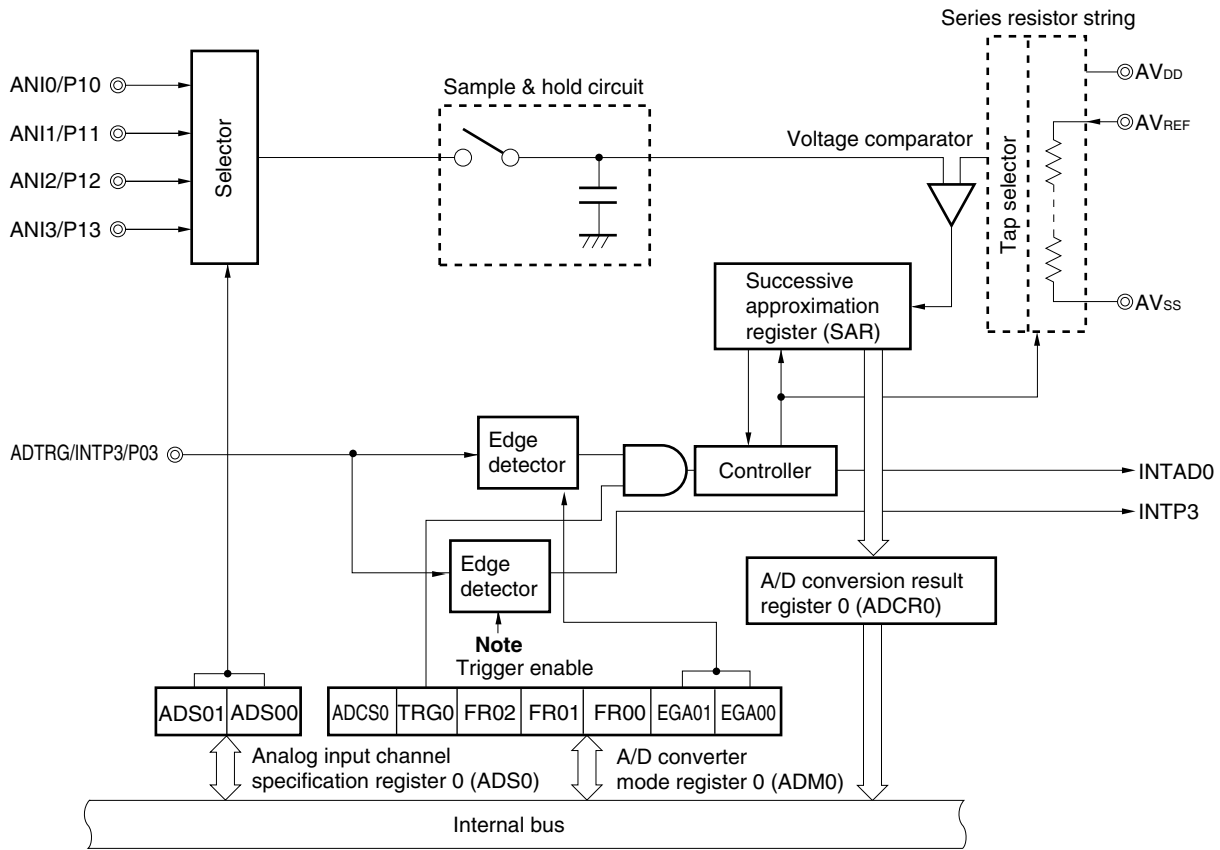 Series resistor string
ANI0/P10
ANI1/P11
ANI2/P12
ANI3/P13
Selector
Sample & hold circuit
Voltage comparator
Tap selector
AVDD
AVREF
AVSS
Successive
approximation
register (SAR)
ADTRG/INTP3/P03
Edge
detector
Controller
INTAD0
INTP3
Edge
detector
Note
Trigger enable
A/D conversion result
register 0 (ADCR0)
ADS01 ADS00
ADCS0 TRG0 FR02 FR01 FR00 EGA01 EGA00
Analog input channel
specification register 0 (ADS0)
A/D converter
mode register 0 (ADM0)
Internal bus